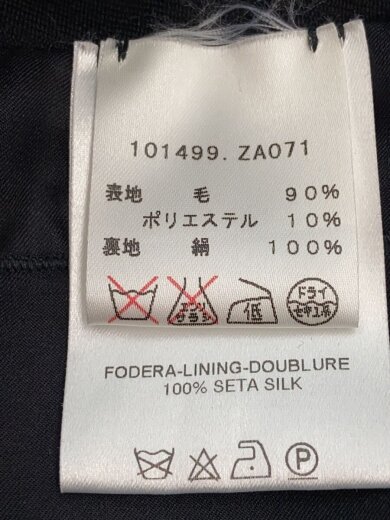 101499. ZA071
表地 毛 90%
ポリエステル 10%
裏地 絹 100%
エンソ サラシ 低 ドライ セキユ系
FODERA-LINING-DOUBLURE
100% SETA SILK
P